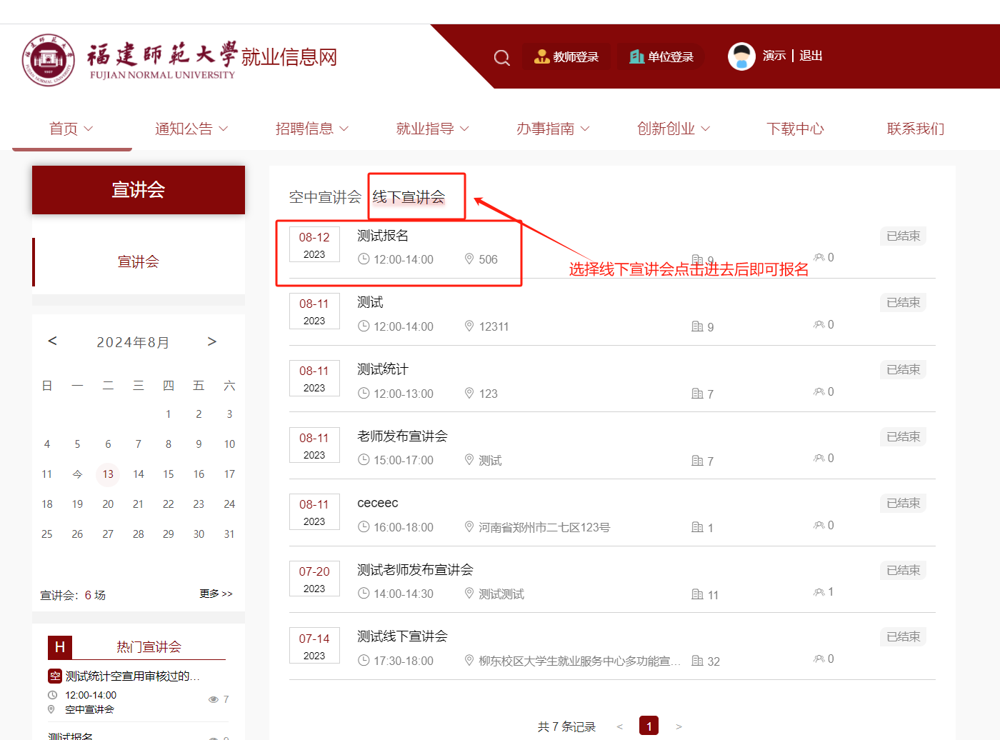 福建師範大學就业信息网
FUJIAN NORMAL UNIVERSITY
教师登录
单位登录
演示 | 退出
首页
通知公告
招聘信息
就业指导
办事指南
创新创业
下载中心
联系我们
宣讲会
宣讲会
< 2024年8月 >
日 一 二 三 四 五 六
1 2 3
4 5 6 7 8 9 10
11 今 13 14 15 16 17
18 19 20 21 22 23 24
25 26 27 28 29 30 31
宣讲会：6 场
更多 >>
H 热门宣讲会
空 测试统计空宣用审核过的…
12:00-14:00
7
空中宣讲会
测试报名
空中宣讲会 线下宣讲会
选择线下宣讲会点击进去后即可报名
08-12
2023
测试报名
12:00-14:00 506 9 0
已结束
08-11
2023
测试
12:00-14:00 12311 9 0
已结束
08-11
2023
测试统计
12:00-13:00 123 7 0
已结束
08-11
2023
老师发布宣讲会
15:00-17:00 测试 7 0
已结束
08-11
2023
ceceec
16:00-18:00 河南省郑州市二七区123号 1 0
已结束
07-20
2023
测试老师发布宣讲会
14:00-14:30 测试测试 11 1
已结束
07-14
2023
测试线下宣讲会
17:30-18:00 柳东校区大学生就业服务中心多功能宣… 32 0
已结束
共 7 条记录 < 1 >